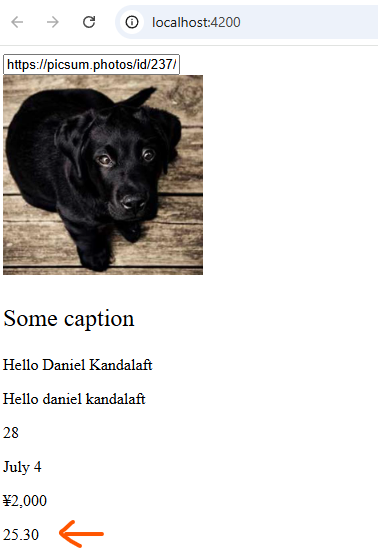 localhost:4200
https://picsum.photos/id/237/
Some caption
Hello Daniel Kandalaft
Hello daniel kandalaft
28
July 4
¥2,000
25.30